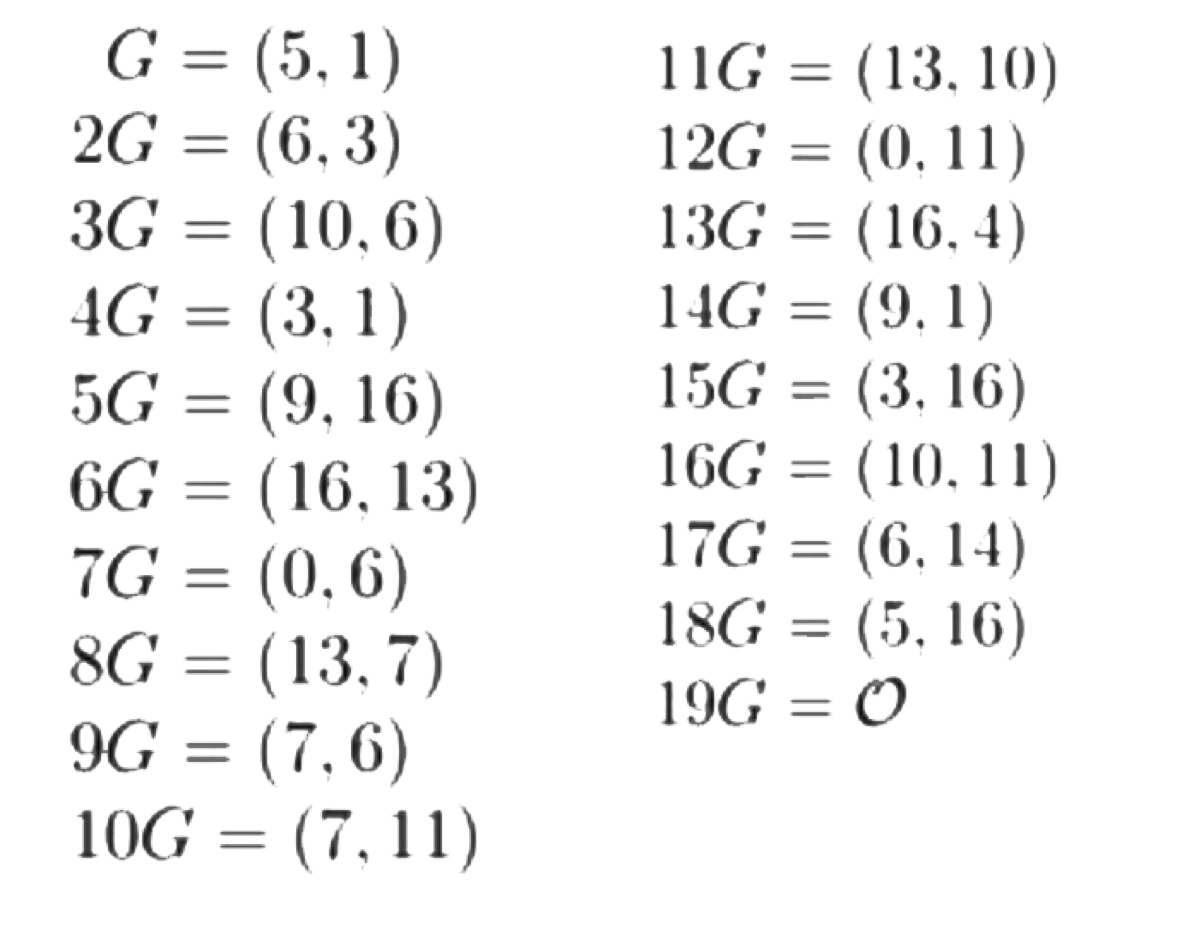 G = (5, 1)
2G = (6, 3)
3G = (10, 6)
4G = (3, 1)
5G = (9, 16)
6G = (16, 13)
7G = (0, 6)
8G = (13, 7)
9G = (7, 6)
10G = (7, 11)
11G = (13, 10)
12G = (0, 11)
13G = (16, 4)
14G = (9, 1)
15G = (3, 16)
16G = (10, 11)
17G = (6, 14)
18G = (5, 16)
19G = 𝒪